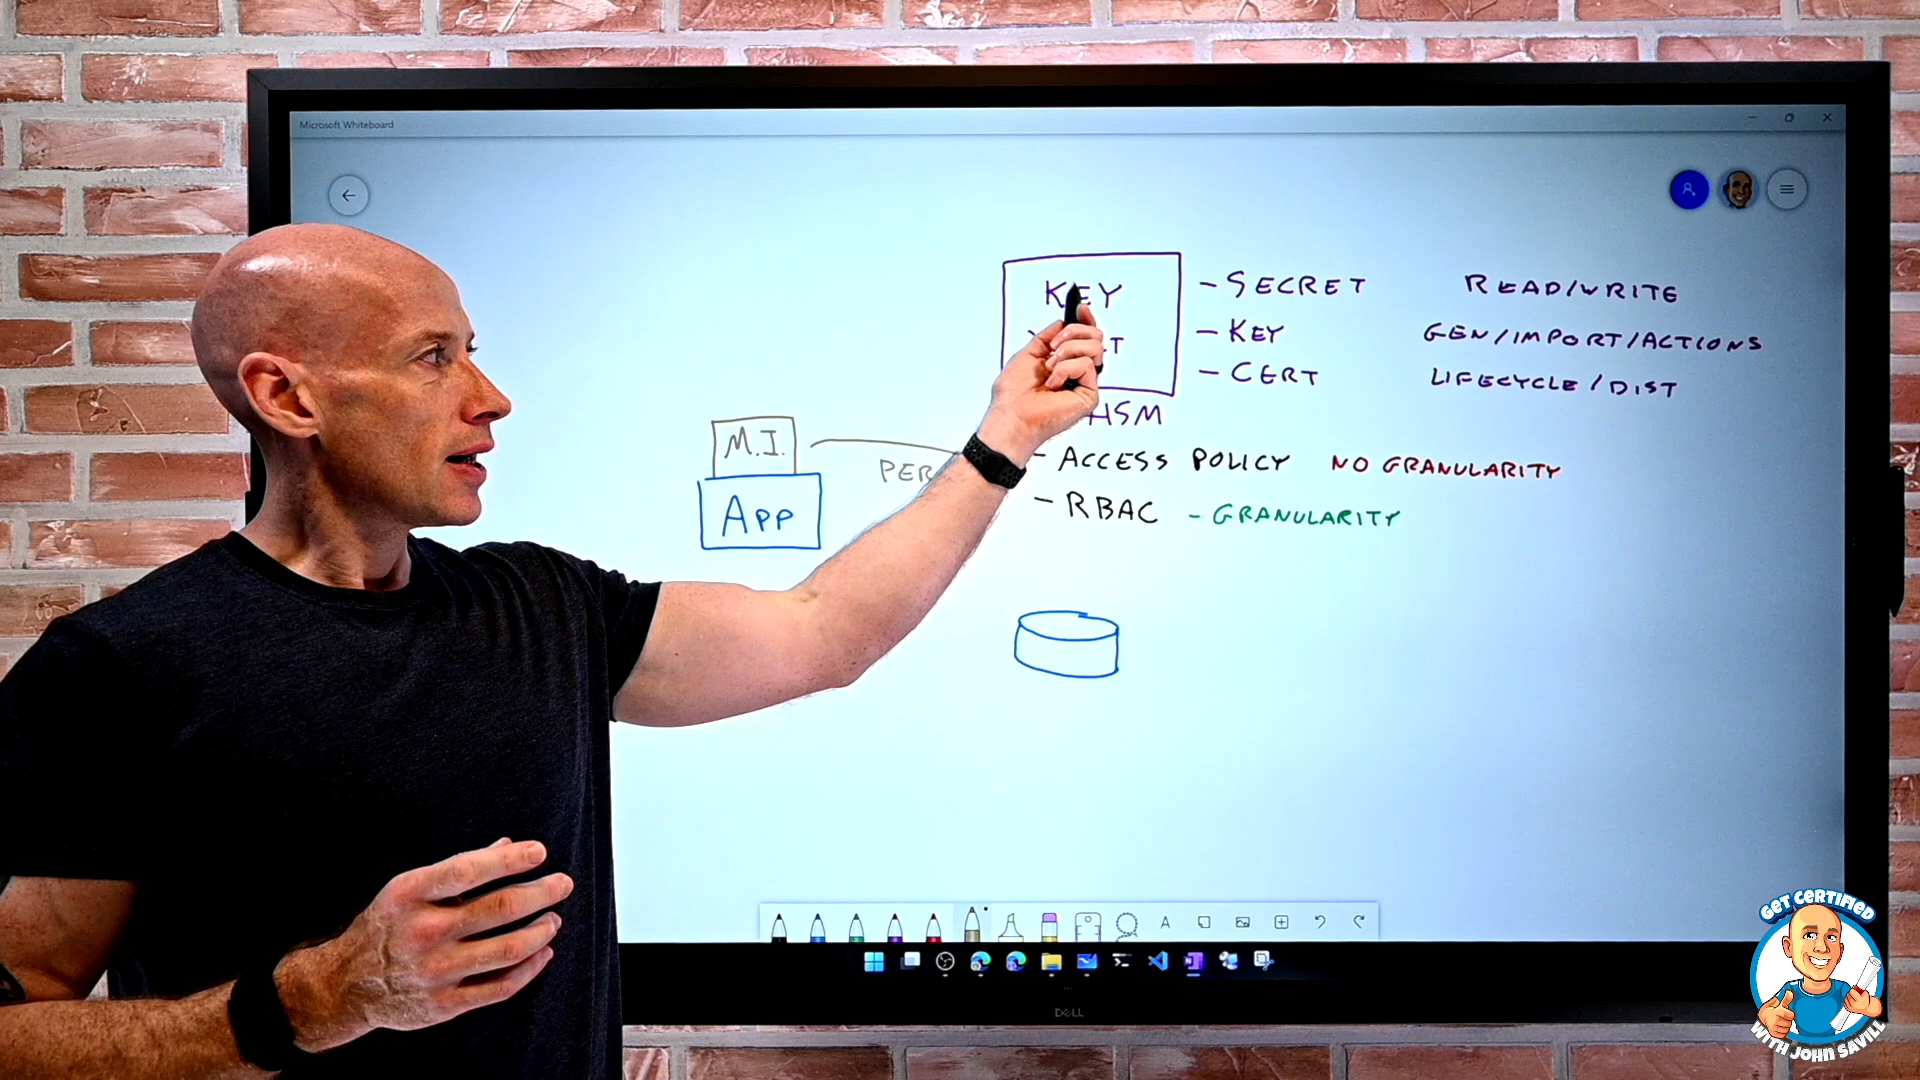 Microsoft Whiteboard
KEY
- SECRET READ/WRITE
- KEY GEN/IMPORT/ACTIONS
- CERT LIFECYCLE/DIST
HSM
M.I.
- ACCESS POLICY NO GRANULARITY
App
- RBAC - GRANULARITY
A
DELL
GET CERTIFIED
WITH JOHN SAVILL